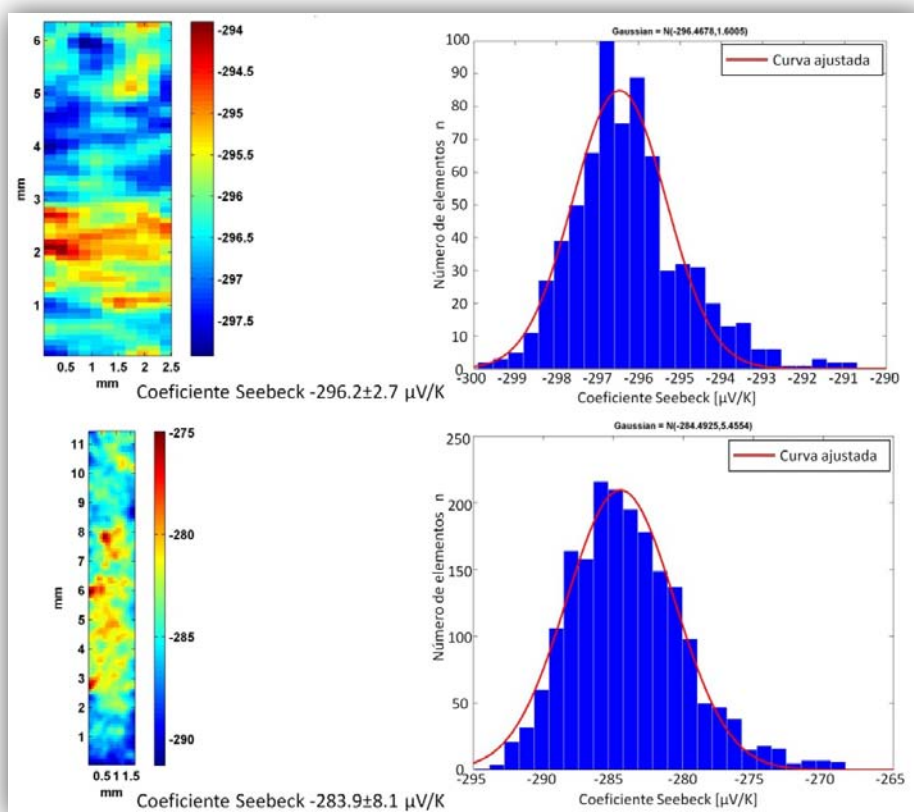 6
5
4
3
2
1
mm
0.5 1 1.5 2 2.5
mm
-294
-294.5
-295
-295.5
-296
-296.5
-297
-297.5
Coeficiente Seebeck -296.2±2.7 µV/K
Gaussian = N(-296.4678,1.6005)
Curva ajustada
100
90
80
70
60
50
40
30
20
10
0
Número de elementos n
-300 -299 -298 -297 -296 -295 -294 -293 -292 -291 -290
Coeficiente Seebeck [µV/K]
11
10
9
8
7
6
5
4
3
2
1
mm
0.5 1 1.5
mm
-275
-280
-285
-290
Coeficiente Seebeck -283.9±8.1 µV/K
Gaussian = N(-284.4925,5.4554)
Curva ajustada
250
200
150
100
50
0
Número de elementos n
-295 -290 -285 -280 -275 -270 -265
Coeficiente Seebeck [µV/K]